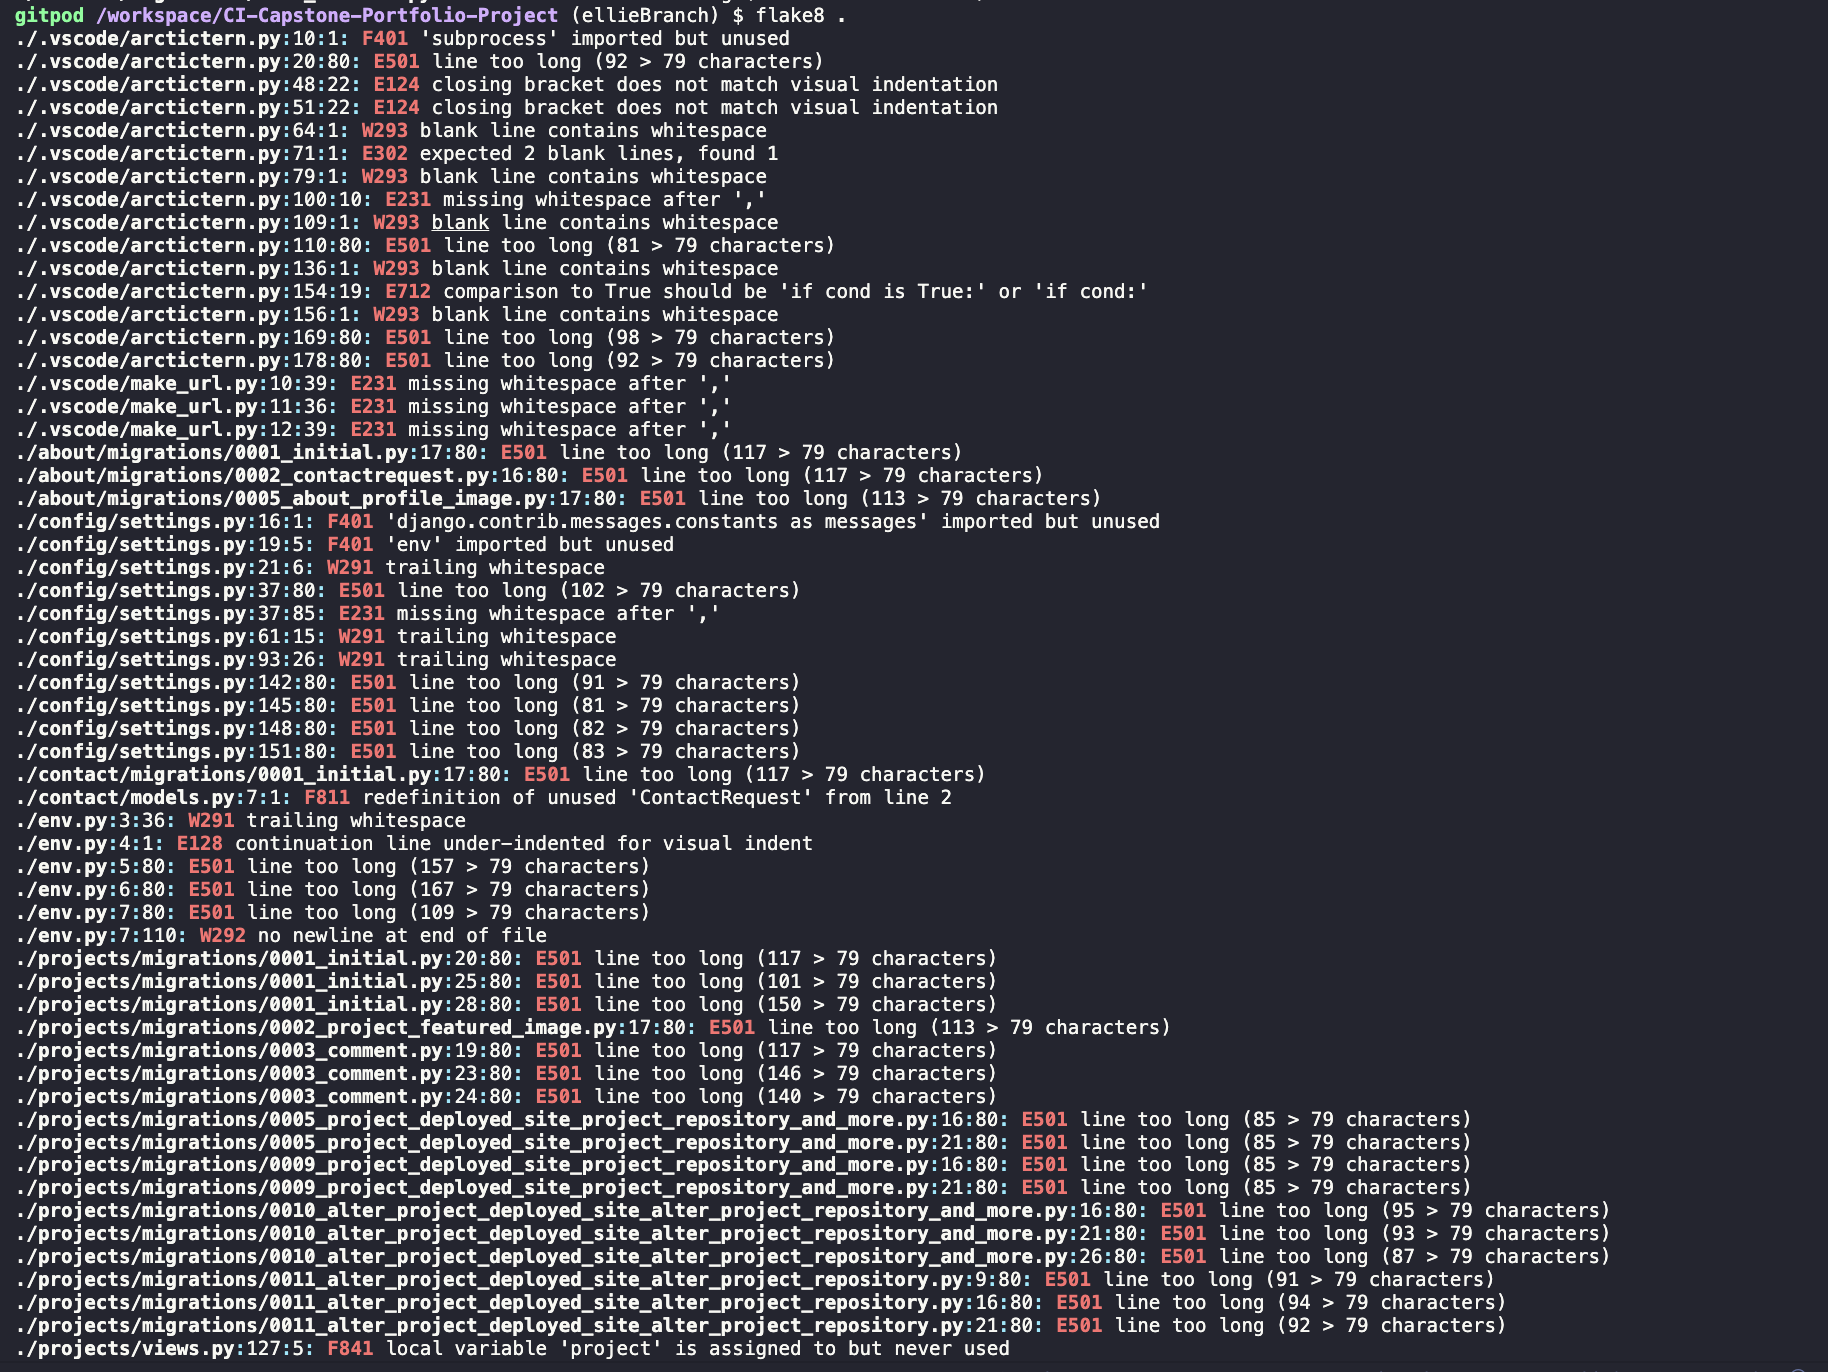 gitpod /workspace/CI-Capstone-Portfolio-Project (ellieBranch) $ flake8 .
./.vscode/arctictern.py:10:1: F401 'subprocess' imported but unused
./.vscode/arctictern.py:20:80: E501 line too long (92 > 79 characters)
./.vscode/arctictern.py:48:22: E124 closing bracket does not match visual indentation
./.vscode/arctictern.py:51:22: E124 closing bracket does not match visual indentation
./.vscode/arctictern.py:64:1: W293 blank line contains whitespace
./.vscode/arctictern.py:71:1: E302 expected 2 blank lines, found 1
./.vscode/arctictern.py:79:1: W293 blank line contains whitespace
./.vscode/arctictern.py:100:10: E231 missing whitespace after ','
./.vscode/arctictern.py:109:1: W293 blank line contains whitespace
./.vscode/arctictern.py:110:80: E501 line too long (81 > 79 characters)
./.vscode/arctictern.py:136:1: W293 blank line contains whitespace
./.vscode/arctictern.py:154:19: E712 comparison to True should be 'if cond is True:' or 'if cond:'
./.vscode/arctictern.py:156:1: W293 blank line contains whitespace
./.vscode/arctictern.py:169:80: E501 line too long (98 > 79 characters)
./.vscode/arctictern.py:178:80: E501 line too long (92 > 79 characters)
./.vscode/make_url.py:10:39: E231 missing whitespace after ','
./.vscode/make_url.py:11:36: E231 missing whitespace after ','
./.vscode/make_url.py:12:39: E231 missing whitespace after ','
./about/migrations/0001_initial.py:17:80: E501 line too long (117 > 79 characters)
./about/migrations/0002_contactrequest.py:16:80: E501 line too long (117 > 79 characters)
./about/migrations/0005_about_profile_image.py:17:80: E501 line too long (113 > 79 characters)
./config/settings.py:16:1: F401 'django.contrib.messages.constants as messages' imported but unused
./config/settings.py:19:5: F401 'env' imported but unused
./config/settings.py:21:6: W291 trailing whitespace
./config/settings.py:37:80: E501 line too long (102 > 79 characters)
./config/settings.py:37:85: E231 missing whitespace after ','
./config/settings.py:61:15: W291 trailing whitespace
./config/settings.py:93:26: W291 trailing whitespace
./config/settings.py:142:80: E501 line too long (91 > 79 characters)
./config/settings.py:145:80: E501 line too long (81 > 79 characters)
./config/settings.py:148:80: E501 line too long (82 > 79 characters)
./config/settings.py:151:80: E501 line too long (83 > 79 characters)
./contact/migrations/0001_initial.py:17:80: E501 line too long (117 > 79 characters)
./contact/models.py:7:1: F811 redefinition of unused 'ContactRequest' from line 2
./env.py:3:36: W291 trailing whitespace
./env.py:4:1: E128 continuation line under-indented for visual indent
./env.py:5:80: E501 line too long (157 > 79 characters)
./env.py:6:80: E501 line too long (167 > 79 characters)
./env.py:7:80: E501 line too long (109 > 79 characters)
./env.py:7:110: W292 no newline at end of file
./projects/migrations/0001_initial.py:20:80: E501 line too long (117 > 79 characters)
./projects/migrations/0001_initial.py:25:80: E501 line too long (101 > 79 characters)
./projects/migrations/0001_initial.py:28:80: E501 line too long (150 > 79 characters)
./projects/migrations/0002_project_featured_image.py:17:80: E501 line too long (113 > 79 characters)
./projects/migrations/0003_comment.py:19:80: E501 line too long (117 > 79 characters)
./projects/migrations/0003_comment.py:23:80: E501 line too long (146 > 79 characters)
./projects/migrations/0003_comment.py:24:80: E501 line too long (140 > 79 characters)
./projects/migrations/0005_project_deployed_site_project_repository_and_more.py:16:80: E501 line too long (85 > 79 characters)
./projects/migrations/0005_project_deployed_site_project_repository_and_more.py:21:80: E501 line too long (85 > 79 characters)
./projects/migrations/0009_project_deployed_site_project_repository_and_more.py:16:80: E501 line too long (85 > 79 characters)
./projects/migrations/0009_project_deployed_site_project_repository_and_more.py:21:80: E501 line too long (85 > 79 characters)
./projects/migrations/0010_alter_project_deployed_site_alter_project_repository_and_more.py:16:80: E501 line too long (95 > 79 characters)
./projects/migrations/0010_alter_project_deployed_site_alter_project_repository_and_more.py:21:80: E501 line too long (93 > 79 characters)
./projects/migrations/0010_alter_project_deployed_site_alter_project_repository_and_more.py:26:80: E501 line too long (87 > 79 characters)
./projects/migrations/0011_alter_project_deployed_site_alter_project_repository.py:9:80: E501 line too long (91 > 79 characters)
./projects/migrations/0011_alter_project_deployed_site_alter_project_repository.py:16:80: E501 line too long (94 > 79 characters)
./projects/migrations/0011_alter_project_deployed_site_alter_project_repository.py:21:80: E501 line too long (92 > 79 characters)
./projects/views.py:127:5: F841 local variable 'project' is assigned to but never used